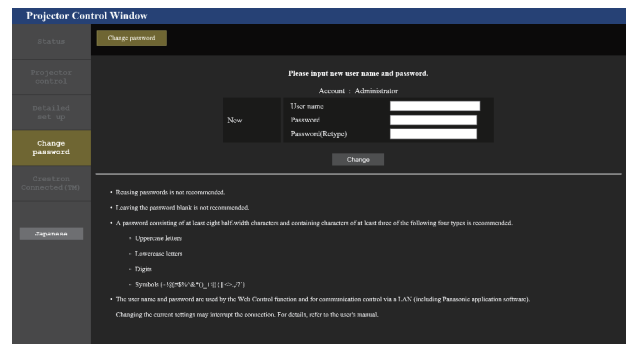 Projector Control Window
Status
Change password
Projector
control
Please input new user name and password.
Account : Administrator
Detailed
set up
User name
New
Password
Password(Retype)
Change
password
Change
Crestron
Connected(TM)
• Reusing passwords is not recommended.
• Leaving the password blank is not recommended.
• A password consisting of at least eight half-width characters and containing characters of at least three of the following four types is recommended.
Japanese
◦ Uppercase letters
◦ Lowercase letters
◦ Digits
◦ Symbols
• The user name and password are used by the Web Control function and for communication control via a LAN (including Panasonic application software).
Changing the current settings may interrupt the connection. For details, refer to the user's manual.